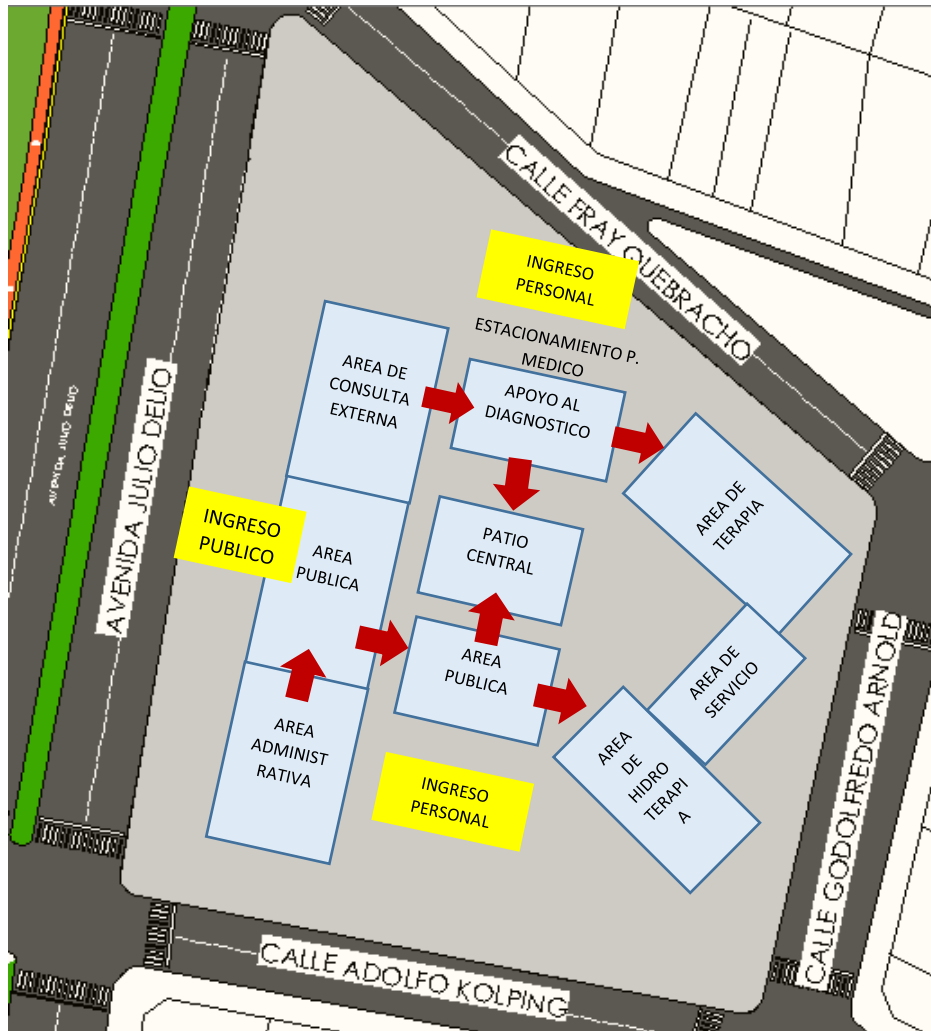 CALLE FRAY QUEBRACHO
INGRESO
PERSONAL
ESTACIONAMIENTO P.
MEDICO
AREA DE
CONSULTA
EXTERNA
APOYO AL
DIAGNOSTICO
AREA DE
TERAPIA
AVENIDA JULIO DELIO
INGRESO
PUBLICO
AREA
PUBLICA
PATIO
CENTRAL
AREA
PUBLICA
AREA DE
SERVICIO
AREA
ADMINIST
RATIVA
AREA
DE
HIDRO
TERAPI
A
INGRESO
PERSONAL
CALLE GODOLFREDO ARNOLD
CALLE ADOLFO KOLPING